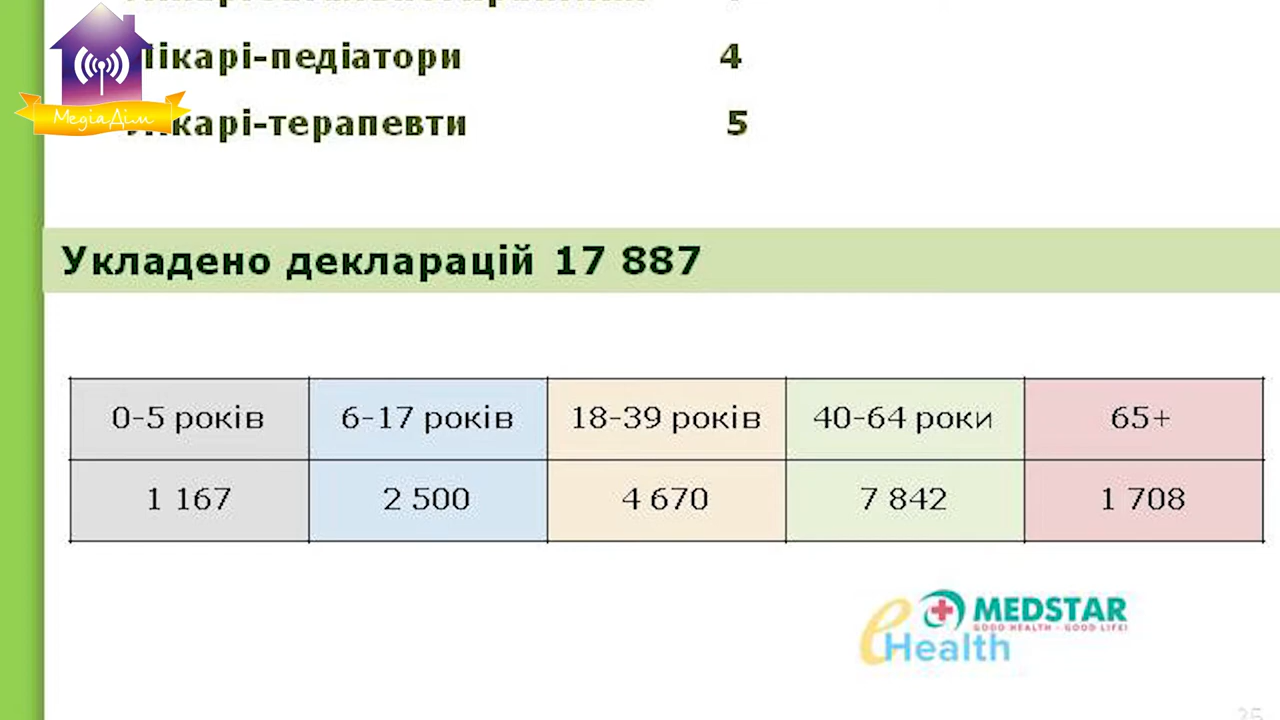 Лікарі-педіатори 4
МедіаДім
Лікарі-терапевти 5
Укладено декларацій 17 887
0-5 років 6-17 років 18-39 років 40-64 роки 65+
1 167 2 500 4 670 7 842 1 708
MEDSTAR
GOOD HEALTH - GOOD LIFE!
eHealth